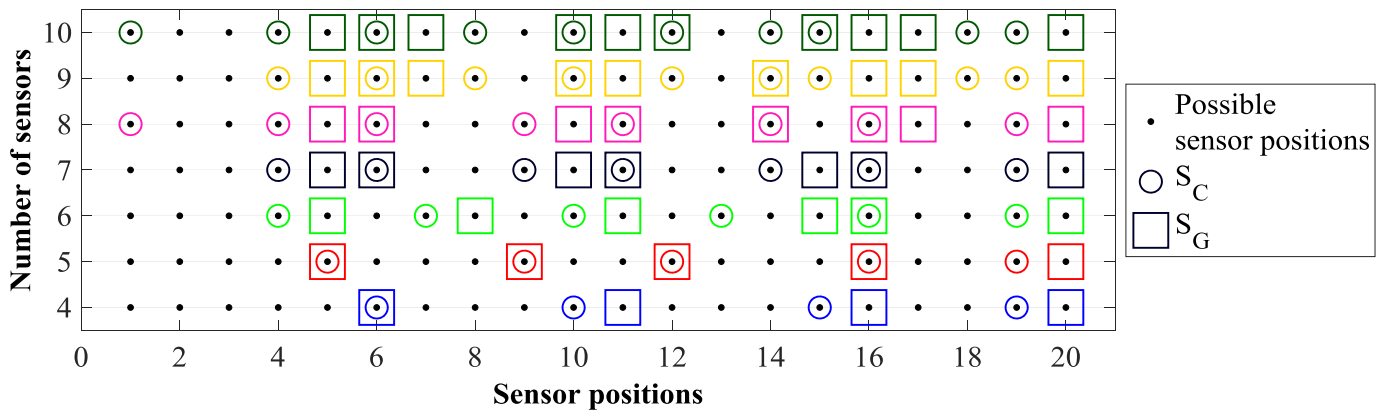 Number of sensors
10
9
8
7
6
5
4
0 2 4 6 8 10 12 14 16 18 20
Sensor positions
Possible
sensor positions
S_C
S_G